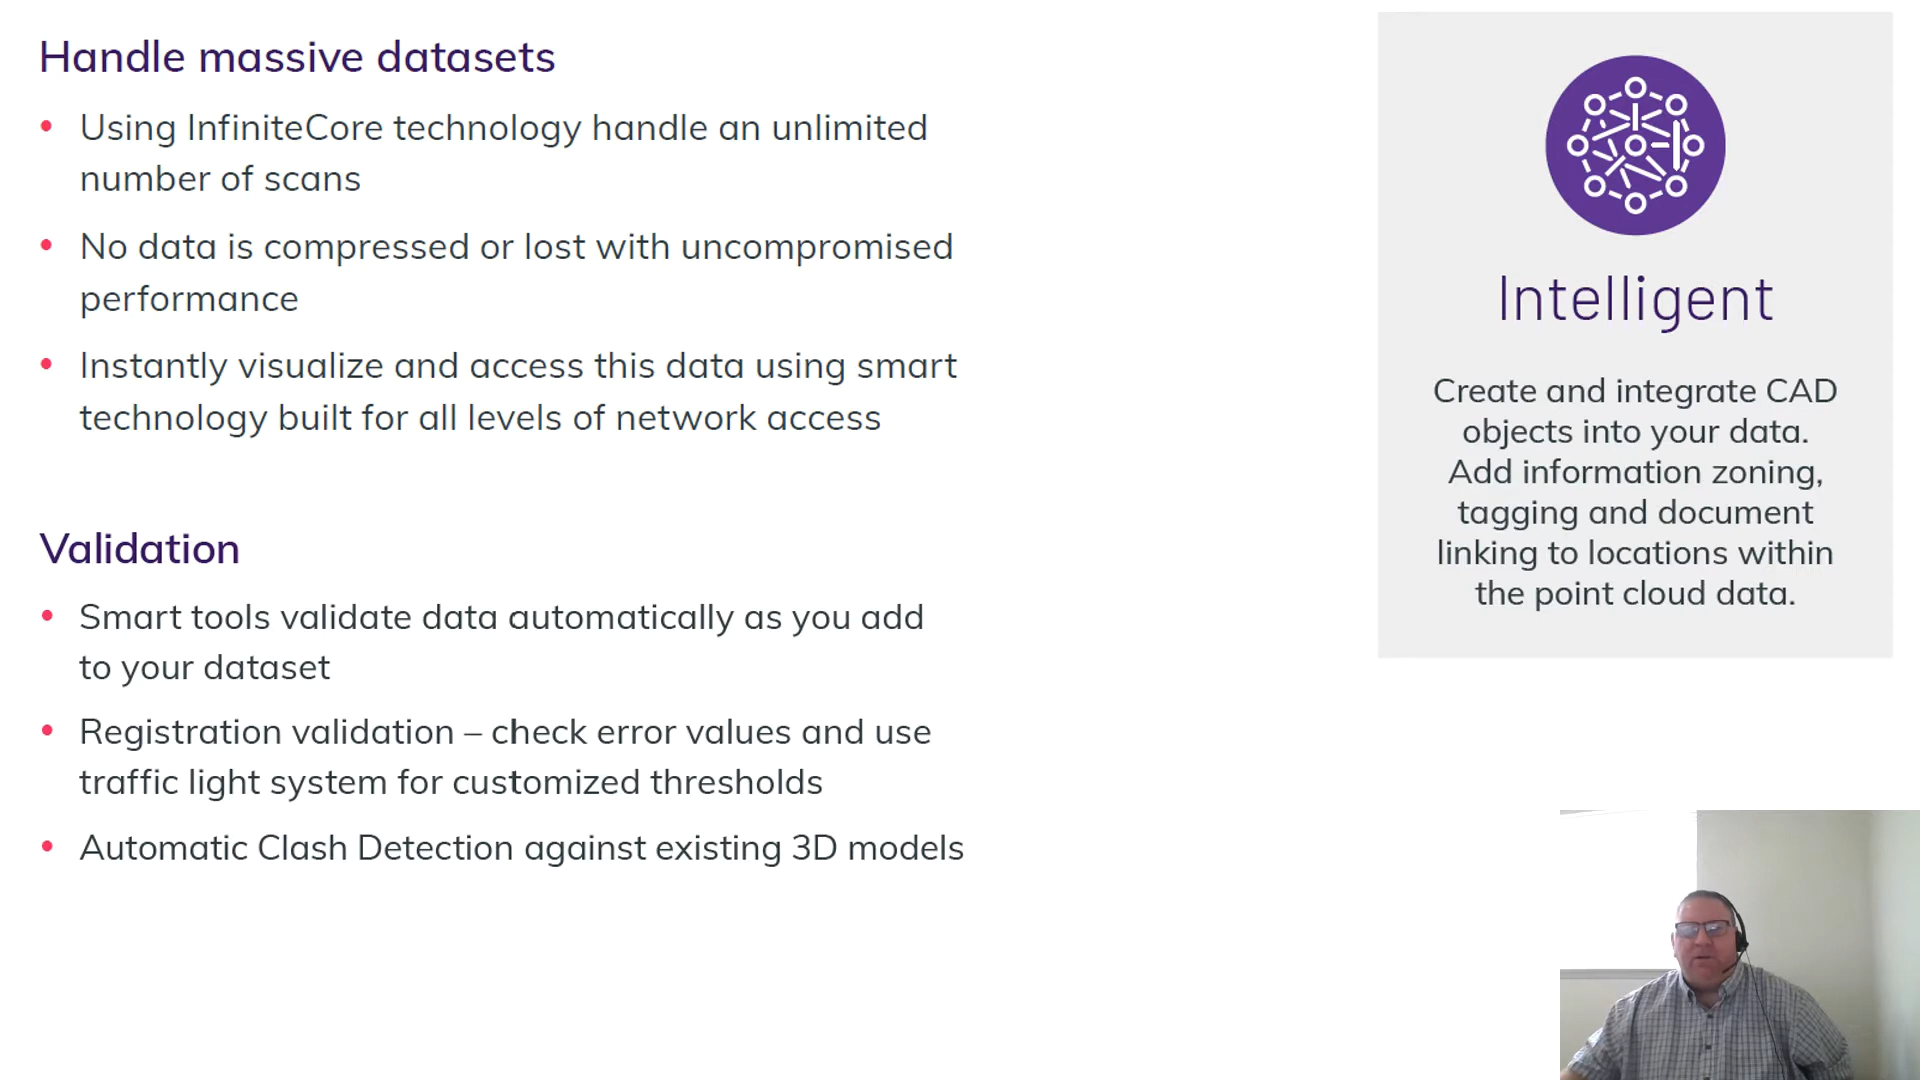 Handle massive datasets
• Using InfiniteCore technology handle an unlimited
number of scans
• No data is compressed or lost with uncompromised
performance
• Instantly visualize and access this data using smart
technology built for all levels of network access
Validation
• Smart tools validate data automatically as you add
to your dataset
• Registration validation – check error values and use
traffic light system for customized thresholds
• Automatic Clash Detection against existing 3D models
Intelligent
Create and integrate CAD
objects into your data.
Add information zoning,
tagging and document
linking to locations within
the point cloud data.